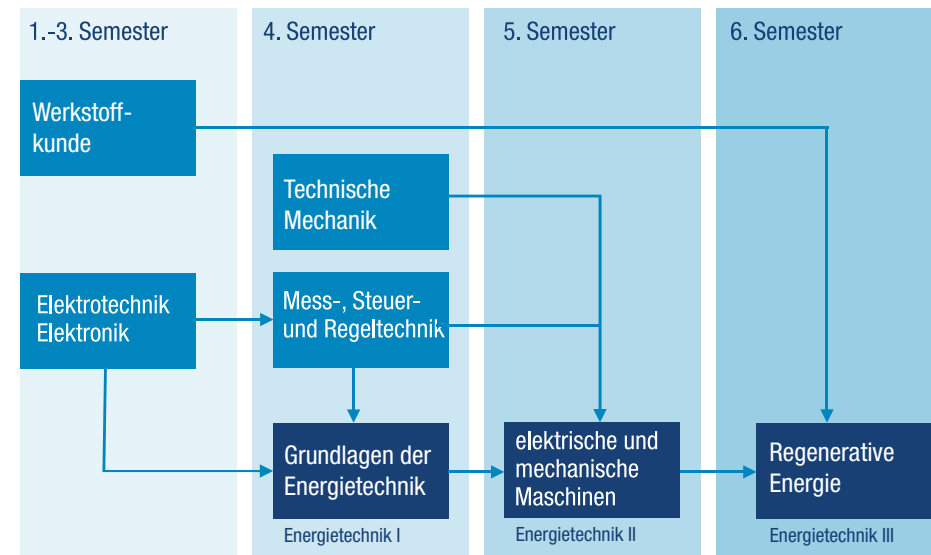 1.-3. Semester
4. Semester
5. Semester
6. Semester
Werkstoff-
kunde
Technische
Mechanik
Elektrotechnik
Elektronik
Mess-, Steuer-
und Regeltechnik
Grundlagen der
Energietechnik
Energietechnik I
elektrische und
mechanische
Maschinen
Energietechnik II
Regenerative
Energie
Energietechnik III